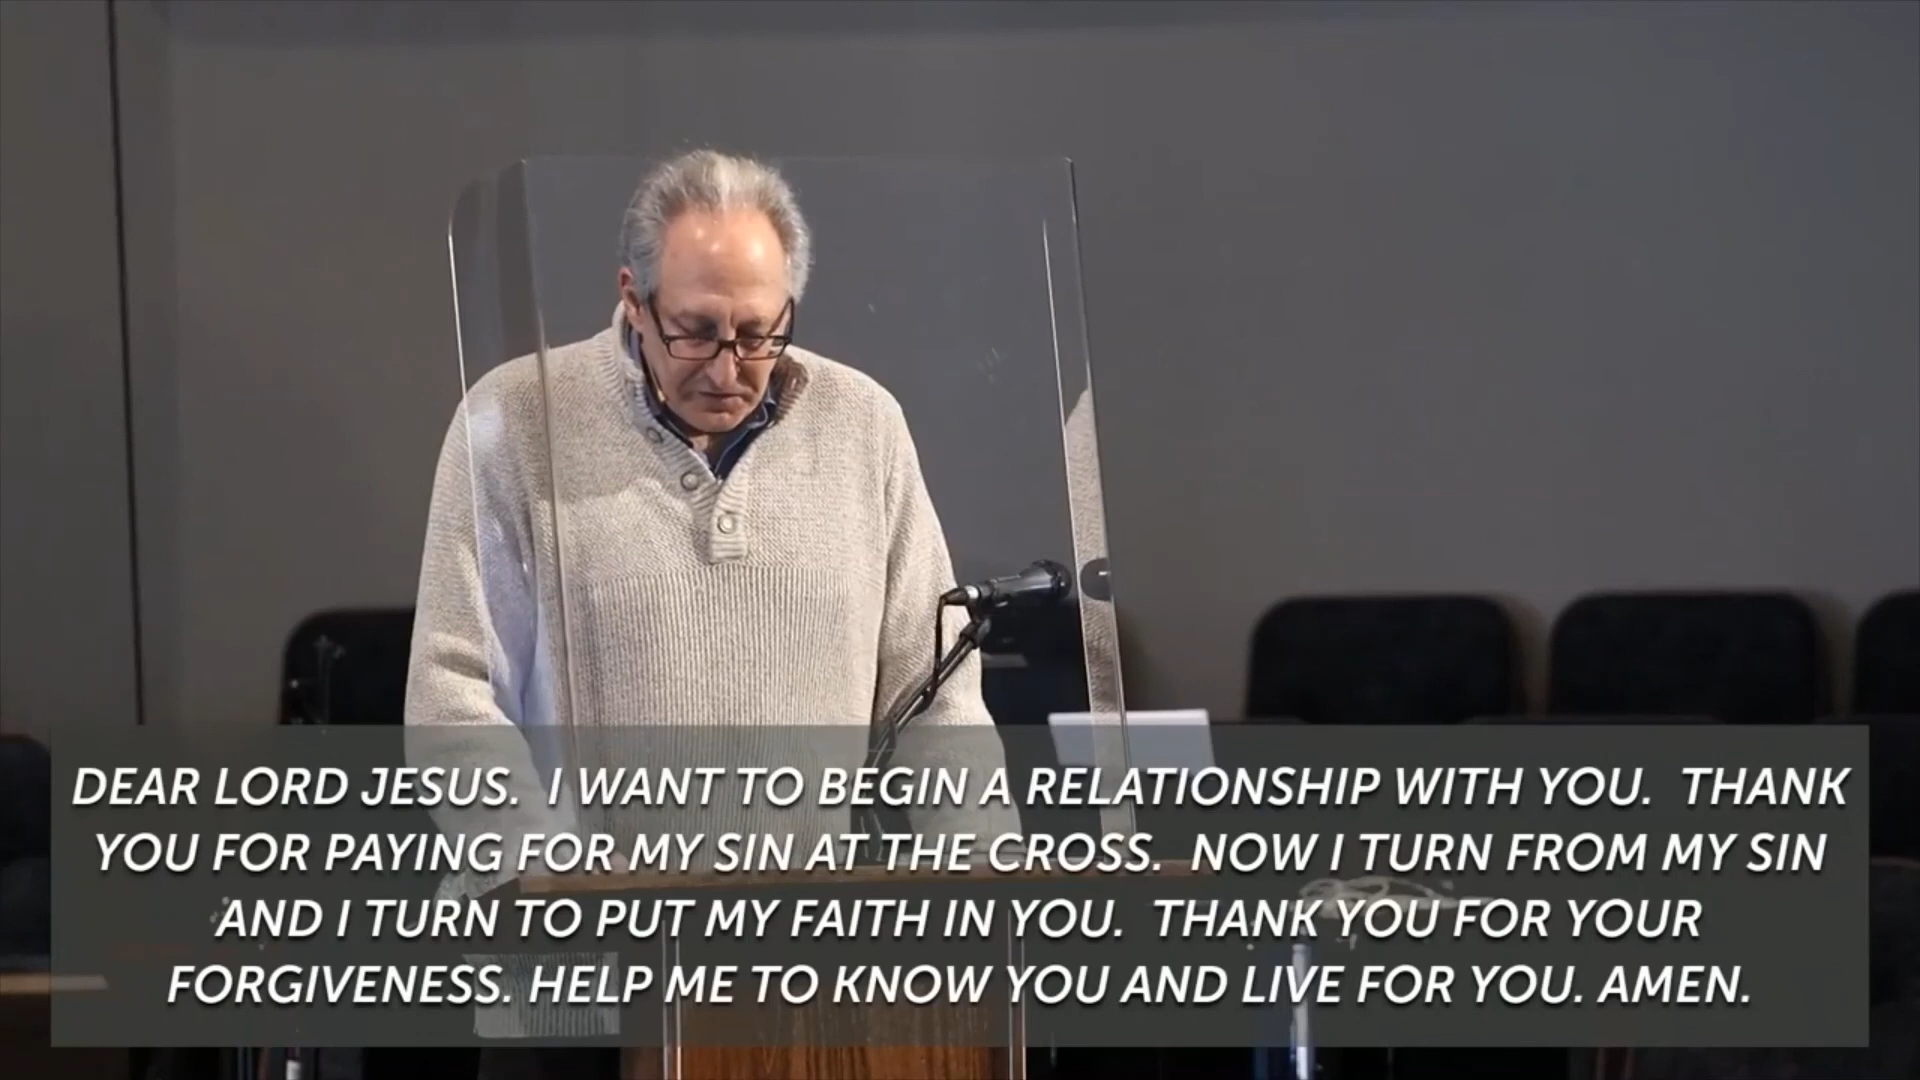 DEAR LORD JESUS.  I WANT TO BEGIN A RELATIONSHIP WITH YOU.  THANK
YOU FOR PAYING FOR MY SIN AT THE CROSS.  NOW I TURN FROM MY SIN
AND I TURN TO PUT MY FAITH IN YOU.  THANK YOU FOR YOUR
FORGIVENESS. HELP ME TO KNOW YOU AND LIVE FOR YOU. AMEN.